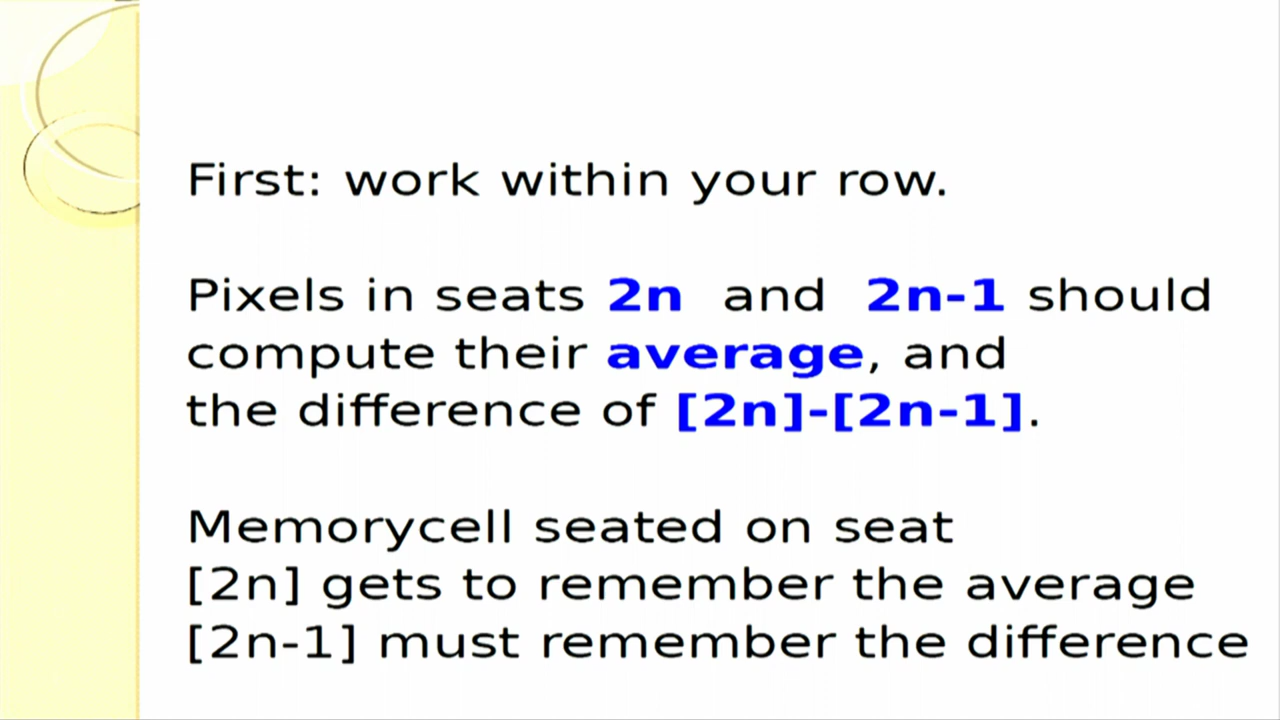 First: work within your row.
Pixels in seats 2n and 2n-1 should
compute their average, and
the difference of [2n]-[2n-1].
Memorycell seated on seat
[2n] gets to remember the average
[2n-1] must remember the difference